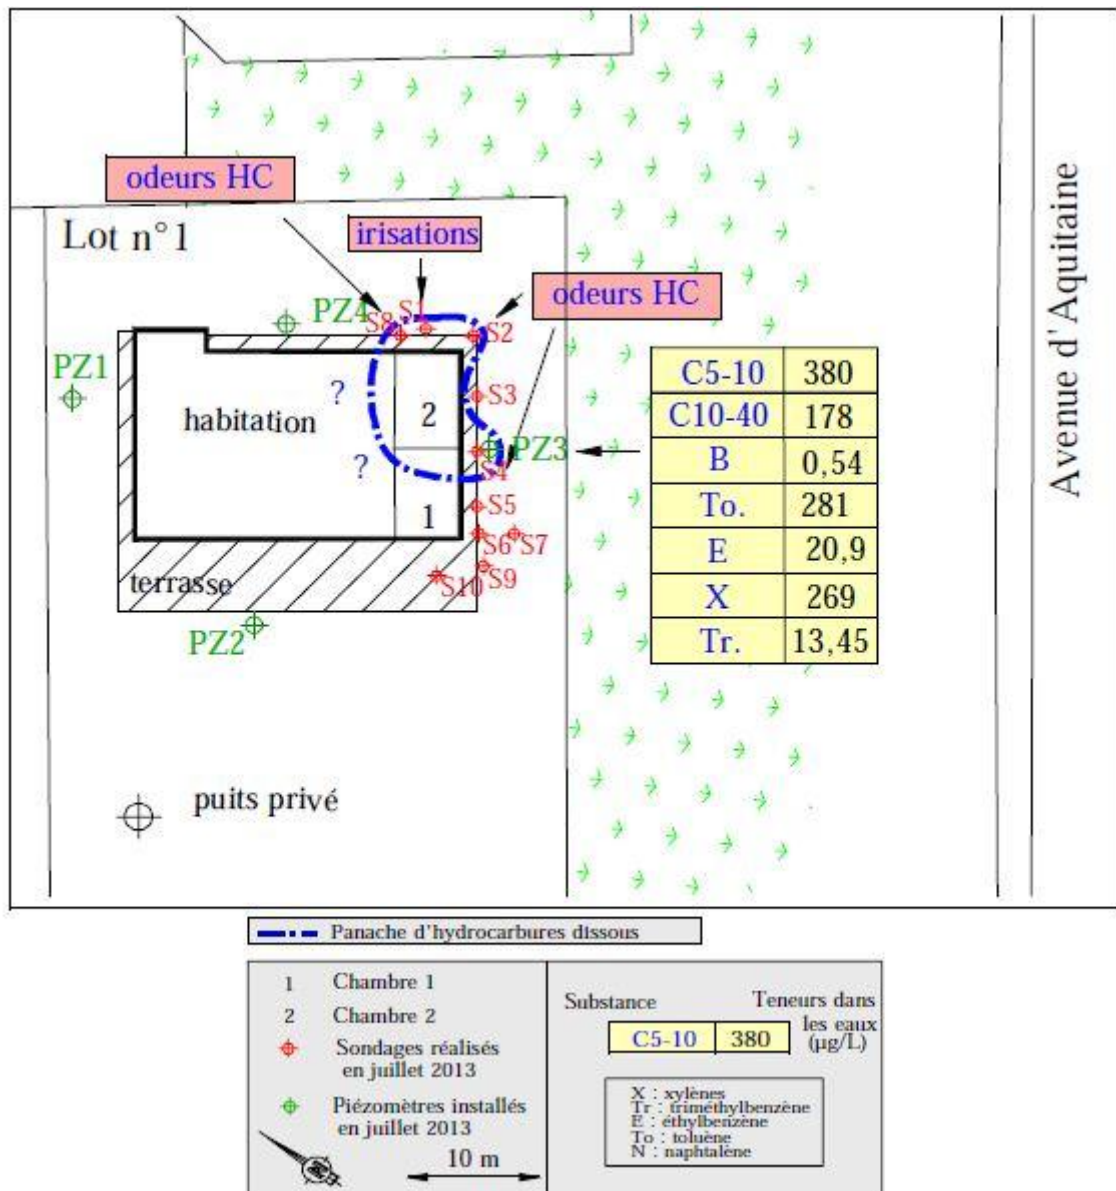 odeurs HC
Lot n°1
irisations
odeurs HC
PZ4
S8
S1
S2
PZ1
S3
?
habitation
2
PZ3
?
S4
1
S5
S6
S7
terrasse
S10
S9
PZ2
puits privé
Avenue d'Aquitaine
C5-10 380
C10-40 178
B 0,54
To. 281
E 20,9
X 269
Tr. 13,45
Panache d'hydrocarbures dissous
1 Chambre 1
2 Chambre 2
Sondages réalisés
en juillet 2013
Piézomètres installés
en juillet 2013
N
10 m
Substance
Teneurs dans
les eaux
(µg/L)
C5-10 380
X : xylènes
Tr : triméthylbenzène
E : éthylbenzène
To : toluène
N : naphtalène